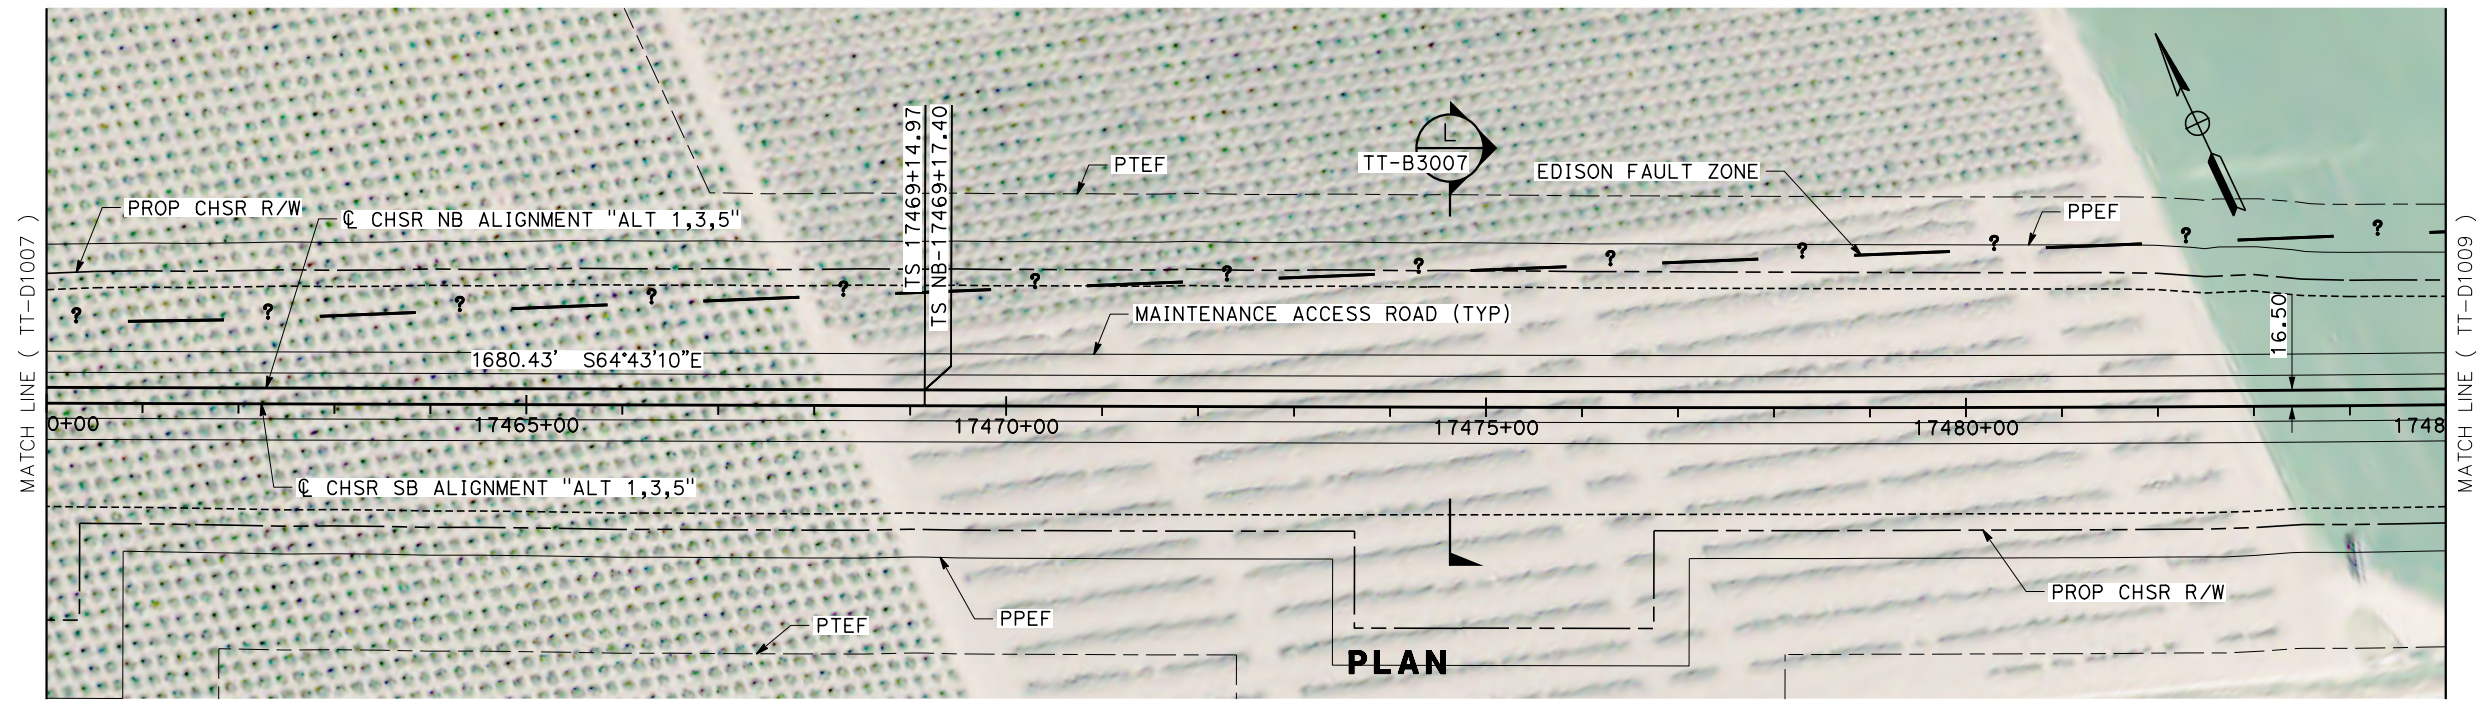 MATCH LINE ( TT-D1007 )
PROP CHSR R/W
℄ CHSR NB ALIGNMENT "ALT 1,3,5"
TS 17469+14.97
TS NB-17469+17.40
PTEF
L
TT-B3007
EDISON FAULT ZONE
PPEF
? ? ? ? ? ? ? ? ? ? ? ? ?
MAINTENANCE ACCESS ROAD (TYP)
16.50
1680.43' S64°43'10"E
0+00
17465+00
17470+00
17475+00
17480+00
1748
℄ CHSR SB ALIGNMENT "ALT 1,3,5"
PROP CHSR R/W
PPEF
PTEF
PLAN
MATCH LINE ( TT-D1009 )